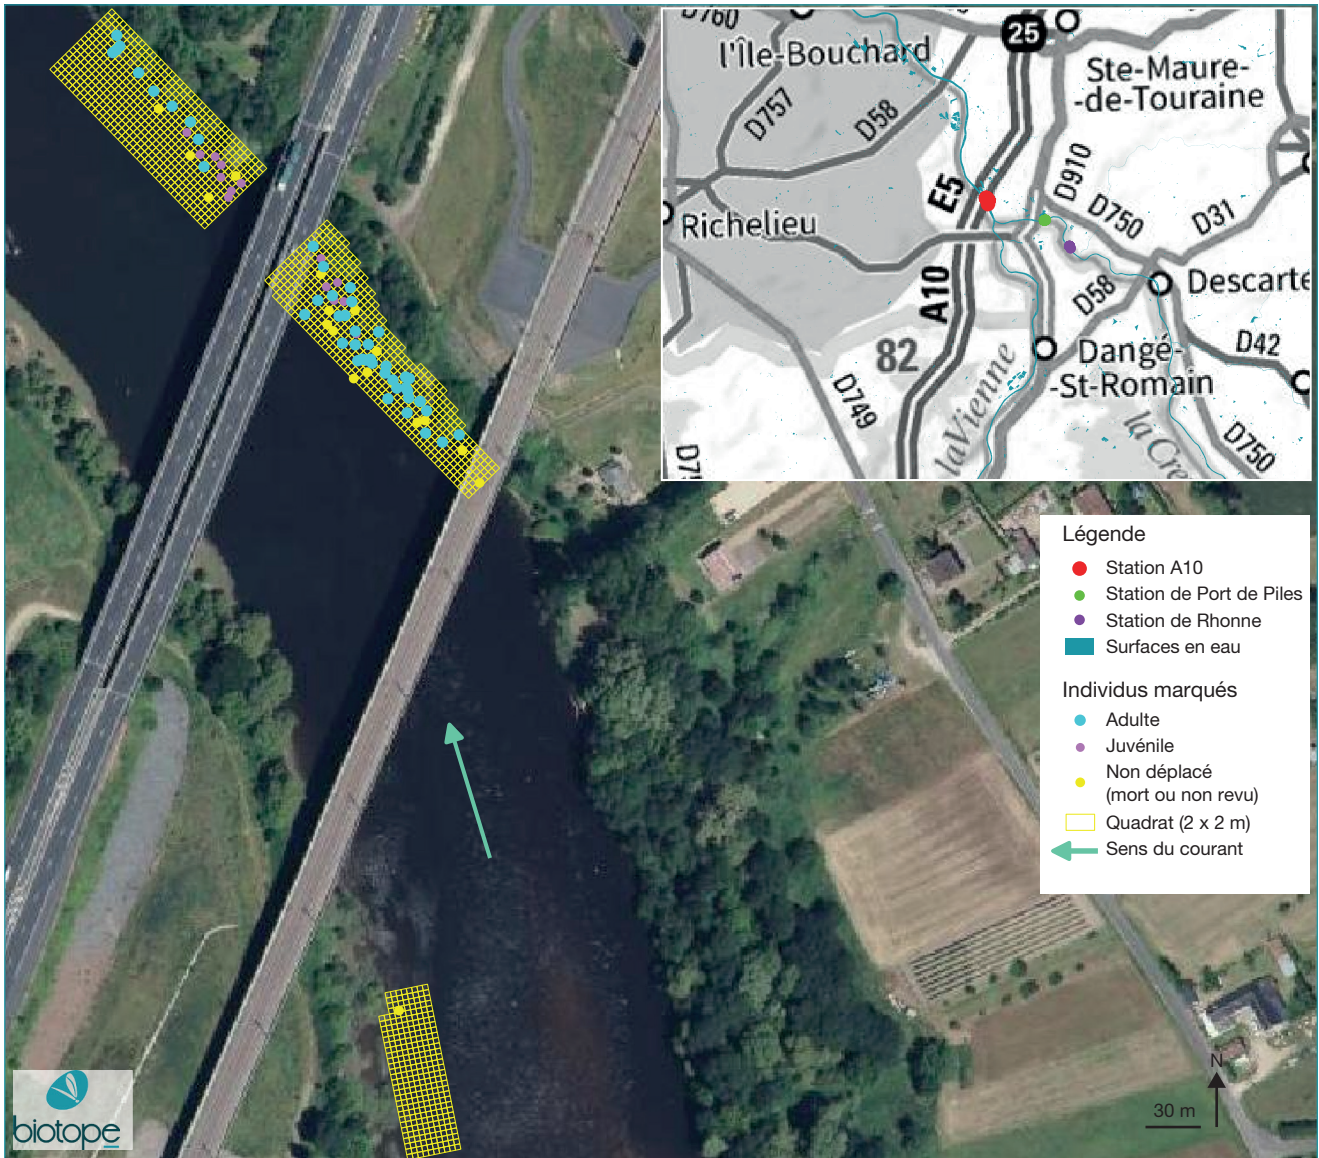 D760
l'Île-Bouchard
25
Ste-Maure-
-de-Touraine
D757
D58
D910
E5
D750
D31
Richelieu
A10
D58
Descarte
82
la Vienne
Dangé-
-St-Romain
D42
D749
la Cre
D750
Légende
Station A10
Station de Port de Piles
Station de Rhonne
Surfaces en eau
Individus marqués
Adulte
Juvénile
Non déplacé
(mort ou non revu)
Quadrat (2 x 2 m)
Sens du courant
N
30 m
biotope